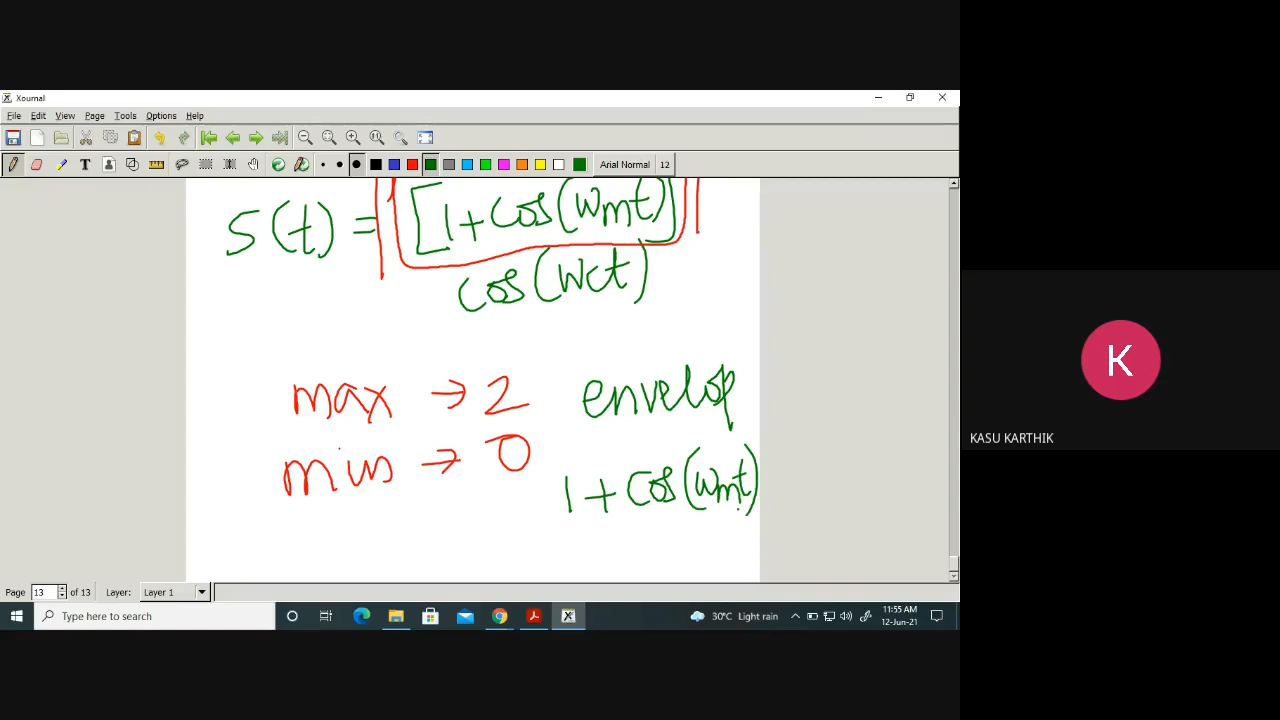 Xournal
File Edit View Page Tools Options Help
Arial Normal 12
S(t) = [1+cos(wmt)]
cos(wct)
max → 2 envelop
min → 0
1 + cos(wmt)
K
KASU KARTHIK
Page 13 of 13 Layer: Layer 1
Type here to search
30°C Light rain
11:55 AM
12-Jun-21